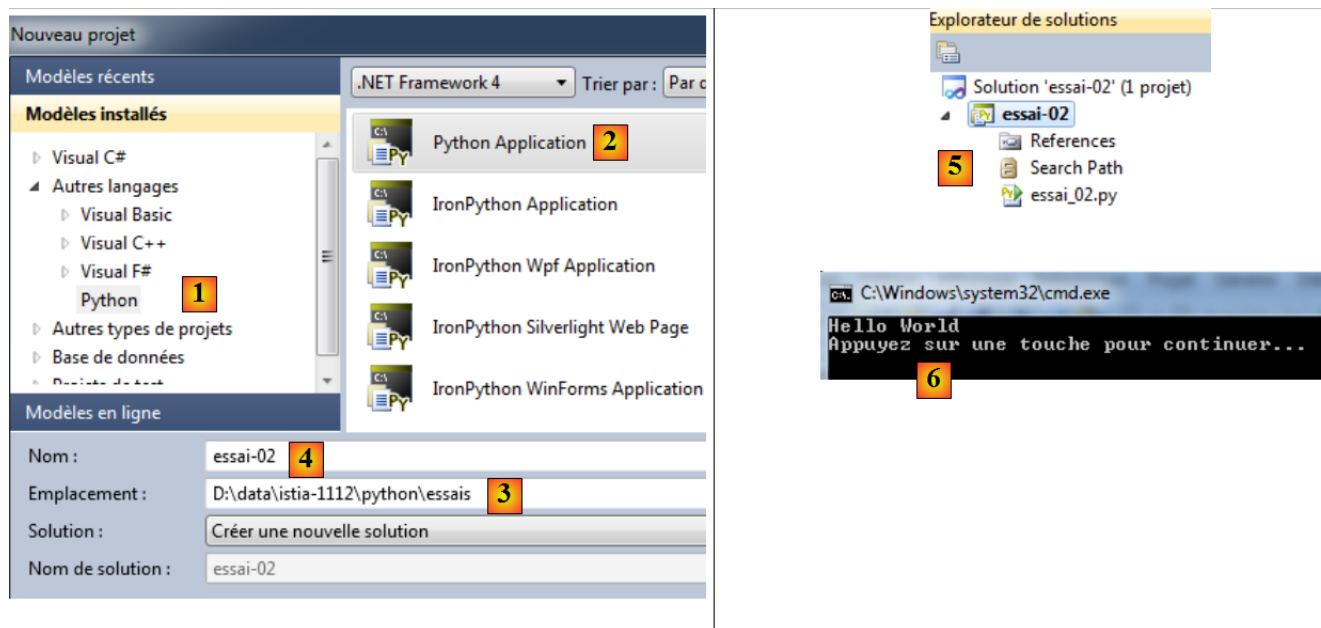 Nouveau projet
Modèles récents
Modèles installés
Visual C#
Autres langages
Visual Basic
Visual C++
Visual F#
Python 1
Autres types de projets
Base de données
Modèles en ligne
.NET Framework 4 Trier par :
Python Application 2
IronPython Application
IronPython Wpf Application
IronPython Silverlight Web Page
IronPython WinForms Application
Nom : essai-02 4
Emplacement : D:\data\istia-1112\python\essais 3
Solution : Créer une nouvelle solution
Nom de solution : essai-02
Explorateur de solutions
Solution 'essai-02' (1 projet)
essai-02
References
5 Search Path
essai_02.py
C:\Windows\system32\cmd.exe
Hello World
Appuyez sur une touche pour continuer...
6